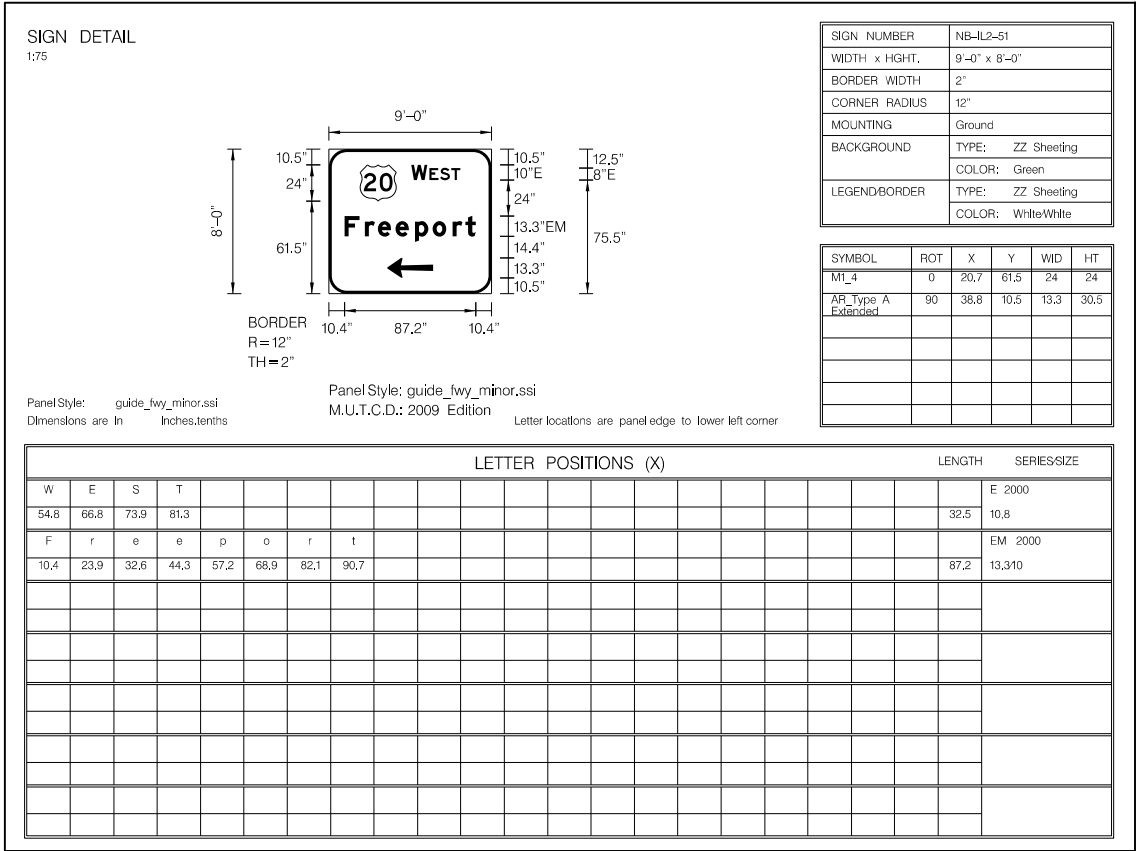 SIGN DETAIL
1:75
SIGN NUMBER NB-IL2-51
WIDTH x HGHT. 9'-0" x 8'-0"
BORDER WIDTH 2"
CORNER RADIUS 12"
MOUNTING Ground
BACKGROUND TYPE: ZZ Sheeting
COLOR: Green
LEGEND/BORDER TYPE: ZZ Sheeting
COLOR: White/White
9'-0"
8'-0"
10.5"
24"
61.5"
20 WEST
Freeport
10.5"
10"E
24"
13.3"EM
14.4"
13.3"
10.5"
12.5"
8"E
75.5"
10.4" 87.2" 10.4"
BORDER
R=12"
TH=2"
SYMBOL ROT X Y WID HT
M1_4 0 20.7 61.5 24 24
AR_Type A Extended 90 38.8 10.5 13.3 30.5
Panel Style: guide_fwy_minor.ssi
M.U.T.C.D.: 2009 Edition
Panel Style: guide_fwy_minor.ssi
Dimensions are in inches.tenths
Letter locations are panel edge to lower left corner
LETTER POSITIONS (X) LENGTH SERIES/SIZE
W E S T E 2000
54.8 66.8 73.9 81.3 32.5 10,8
F r e e p o r t EM 2000
10.4 23.9 32.6 44.3 57.2 68.9 82.1 90.7 87.2 13.3/10